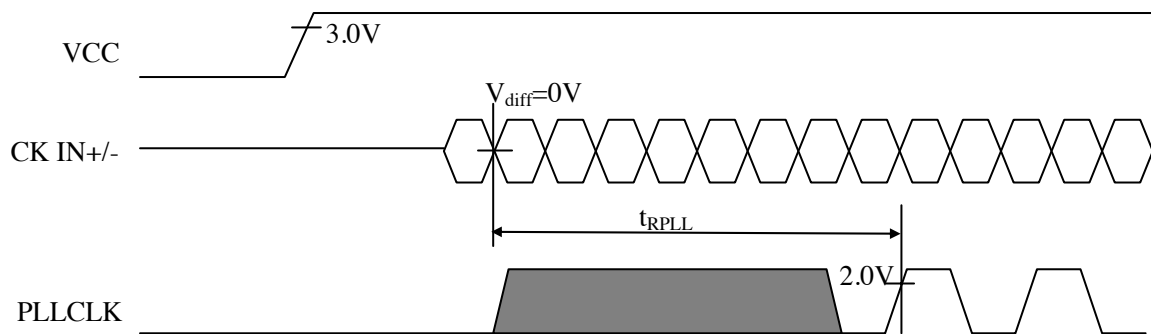 VCC
3.0V
V_diff=0V
CK IN+/-
t_RPLL
2.0V
PLLCLK